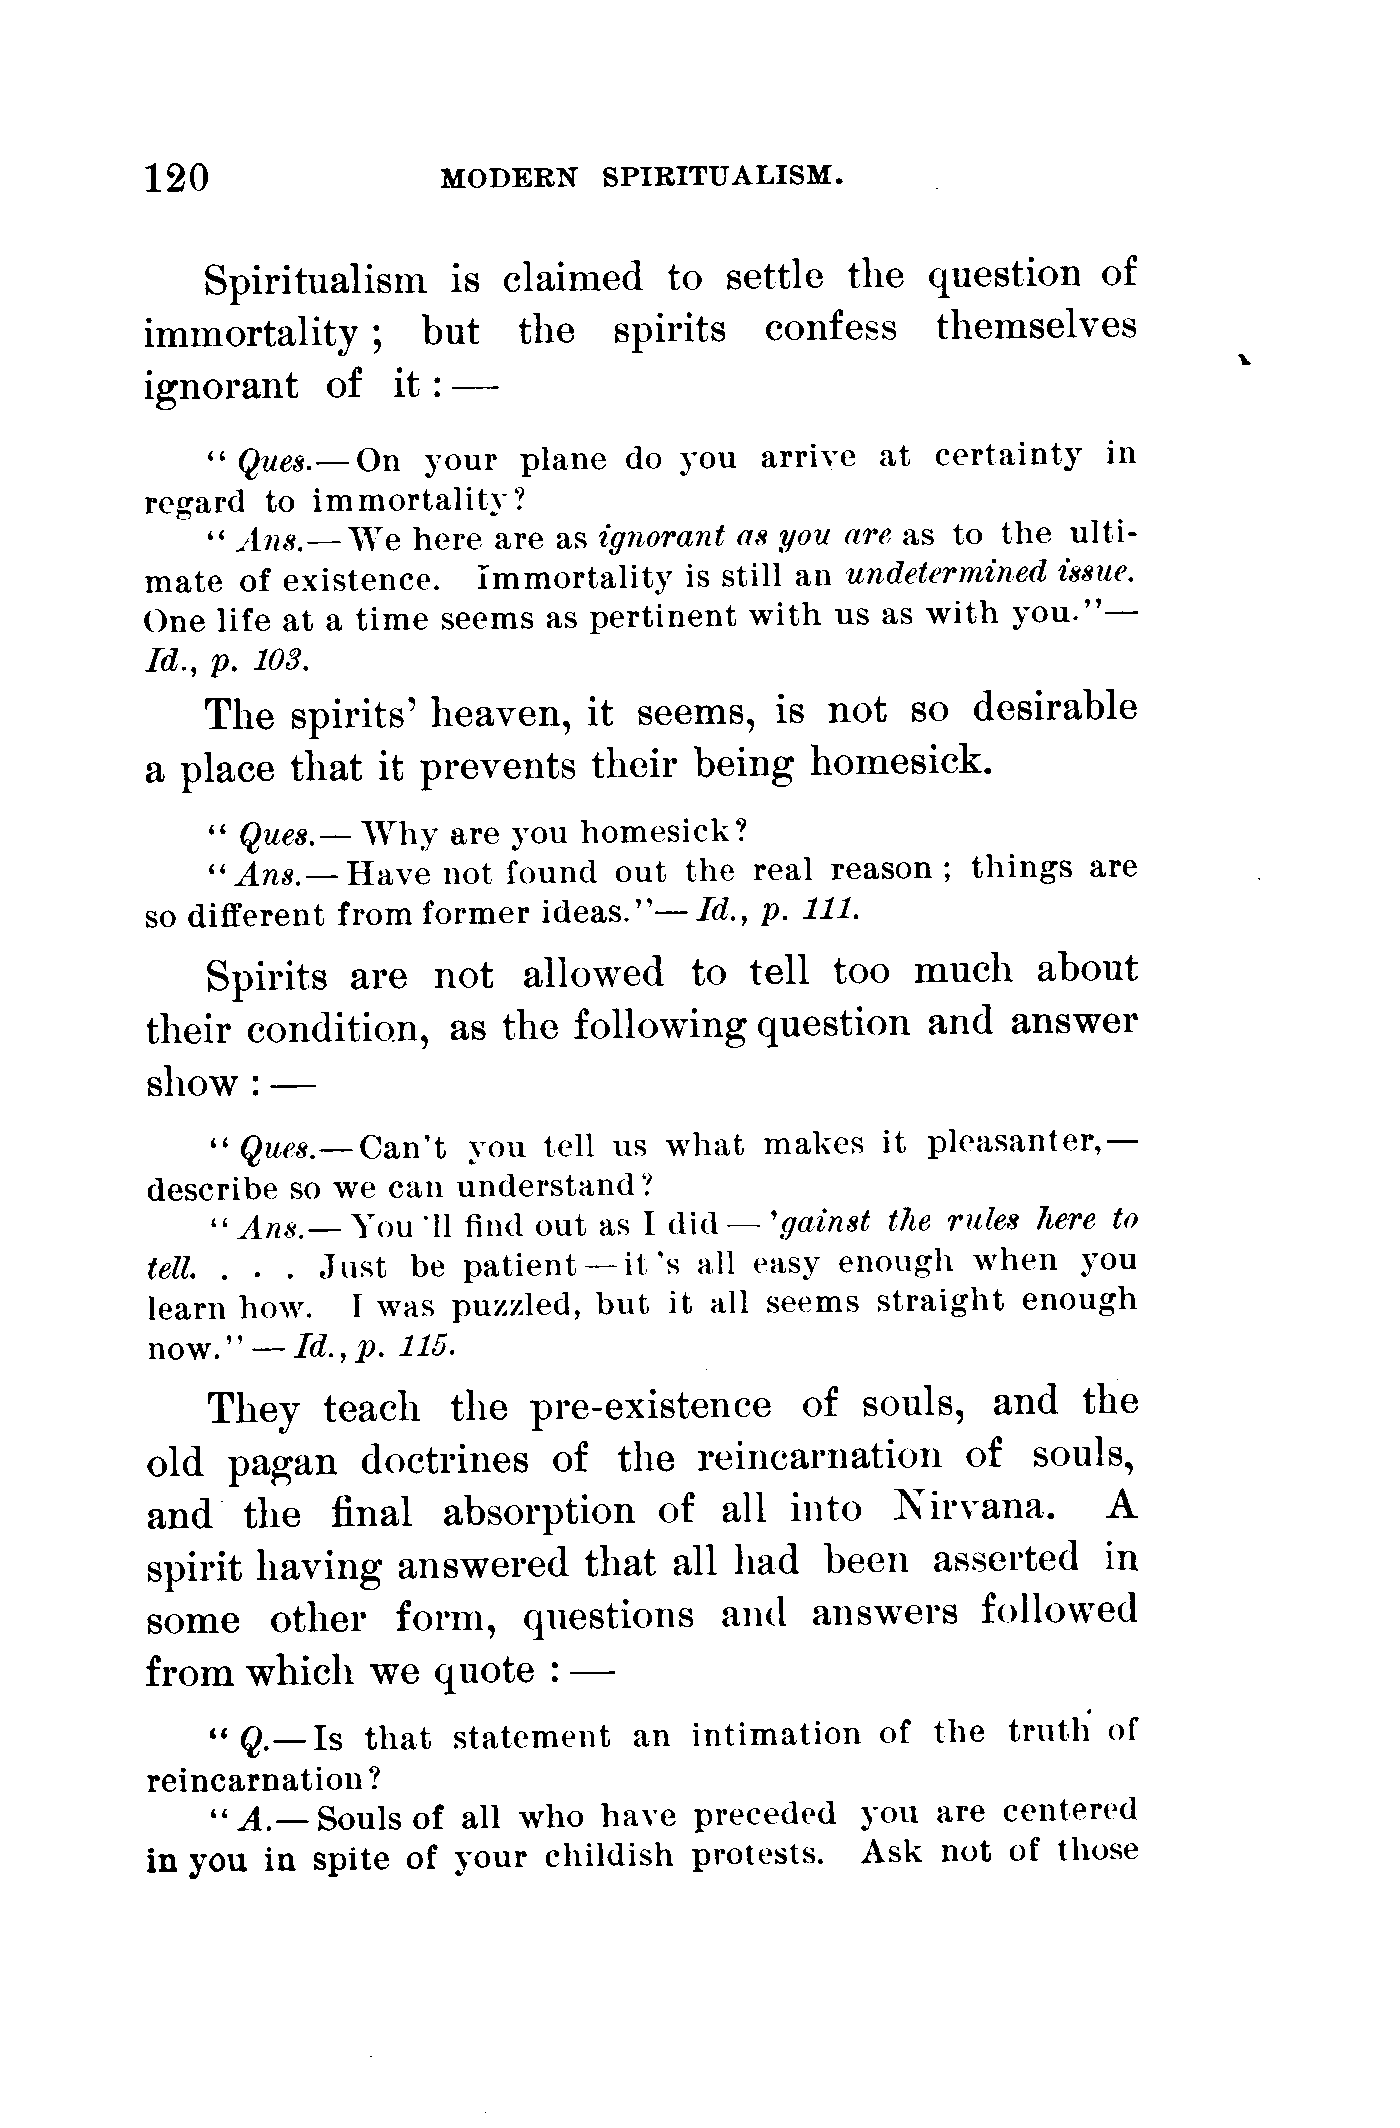 120 MODERN SPIRITUALISM.
Spiritualism is claimed to settle the question of
immortality ; but the spirits confess themselves
ignorant of it : —
“ Ques.—On your plane do you arrive at certainty in
regard to immortality?
“ Ans.—We here are as ignorant as you are as to the ulti-
mate of existence. Immortality is still an undetermined issue.
One life at a time seems as pertinent with us as with you.”—
Id., p. 103.
The spirits’ heaven, it seems, is not so desirable
a place that it prevents their being homesick.
“ Ques.— Why are you homesick?
“ Ans.— Have not found out the real reason ; things are
so different from former ideas.”— Id., p. 111.
Spirits are not allowed to tell too much about
their condition, as the following question and answer
show : —
“ Ques.—Can’t you tell us what makes it pleasanter,—
describe so we can understand?
“ Ans.— You ’ll find out as I did — ’gainst the rules here to
tell. . . . Just be patient — it ’s all easy enough when you
learn how. I was puzzled, but it all seems straight enough
now.” — Id., p. 115.
They teach the pre-existence of souls, and the
old pagan doctrines of the reincarnation of souls,
and the final absorption of all into Nirvana. A
spirit having answered that all had been asserted in
some other form, questions and answers followed
from which we quote : —
“ Q.—Is that statement an intimation of the truth of
reincarnation?
“ A.— Souls of all who have preceded you are centered
in you in spite of your childish protests. Ask not of those